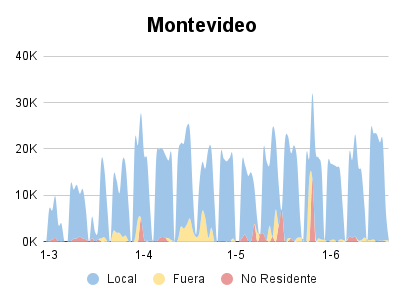 Montevideo
40K
30K
20K
10K
0K
1-3 1-4 1-5 1-6
Local Fuera No Residente